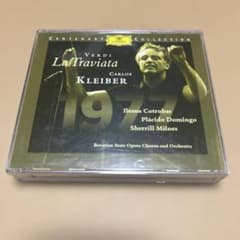 CENTENARY COLLECTION
VERDI
La Traviata
CARLOS
KLEIBER
1977
Ileana Cotrubas
Plácido Domingo
Sherrill Milnes
Bavarian State Opera Chorus and Orchestra